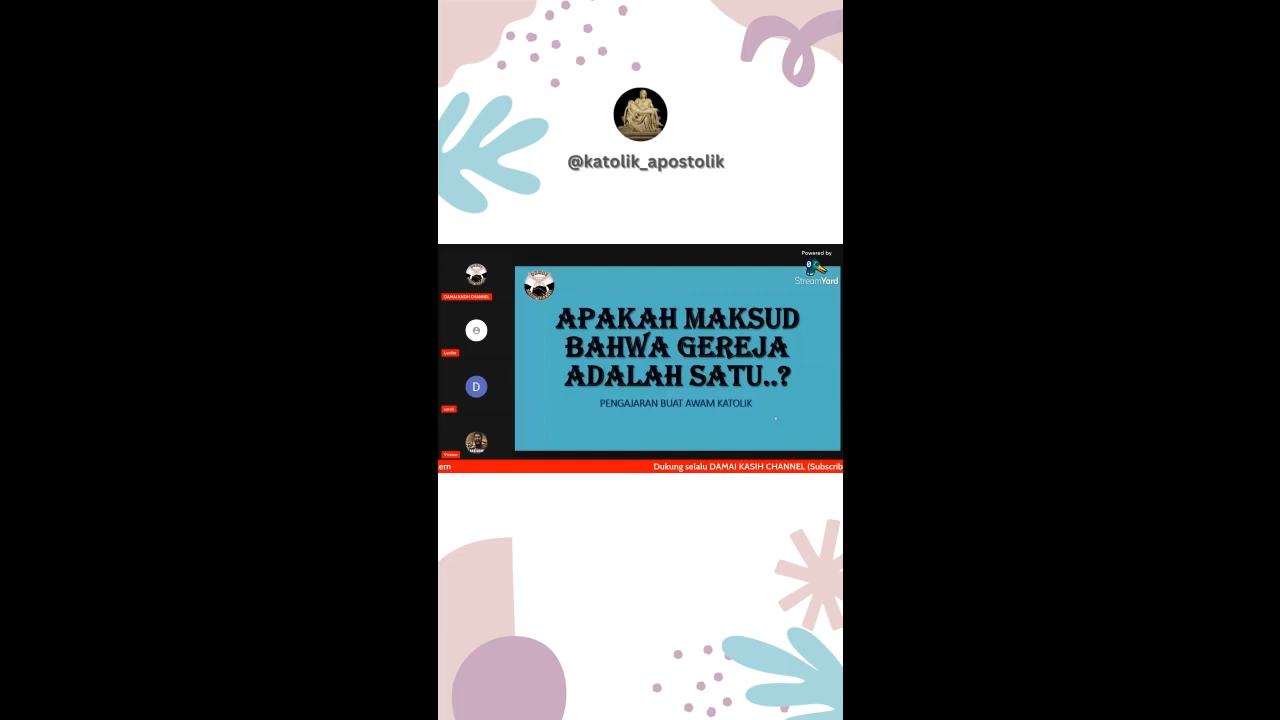 @katolik_apostolik
Powered by
StreamYard
DAMAI KASIH CHANNEL
D
APAKAH MAKSUD
BAHWA GEREJA
ADALAH SATU..?
PENGAJARAN BUAT AWAM KATOLIK
em
Dukung selalu DAMAI KASIH CHANNEL (Subscrib